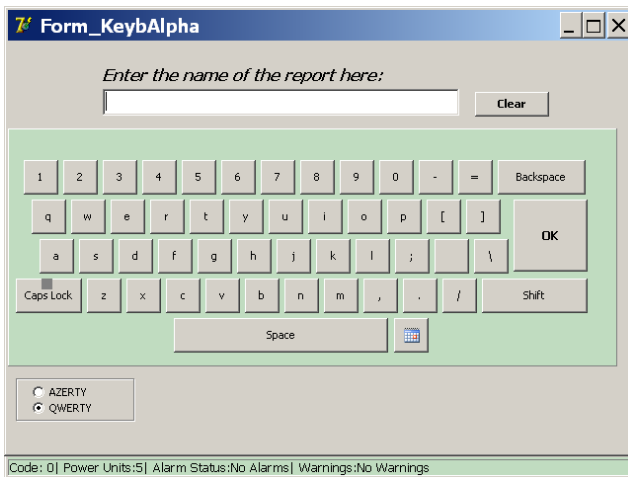 Form_KeybAlpha
Enter the name of the report here:
Clear
1 2 3 4 5 6 7 8 9 0 - = Backspace
q w e r t y u i o p [ ]
OK
a s d f g h j k l ; \
Caps Lock z x c v b n m , . / Shift
Space
AZERTY
QWERTY
Code: 0| Power Units:5| Alarm Status:No Alarms| Warnings:No Warnings